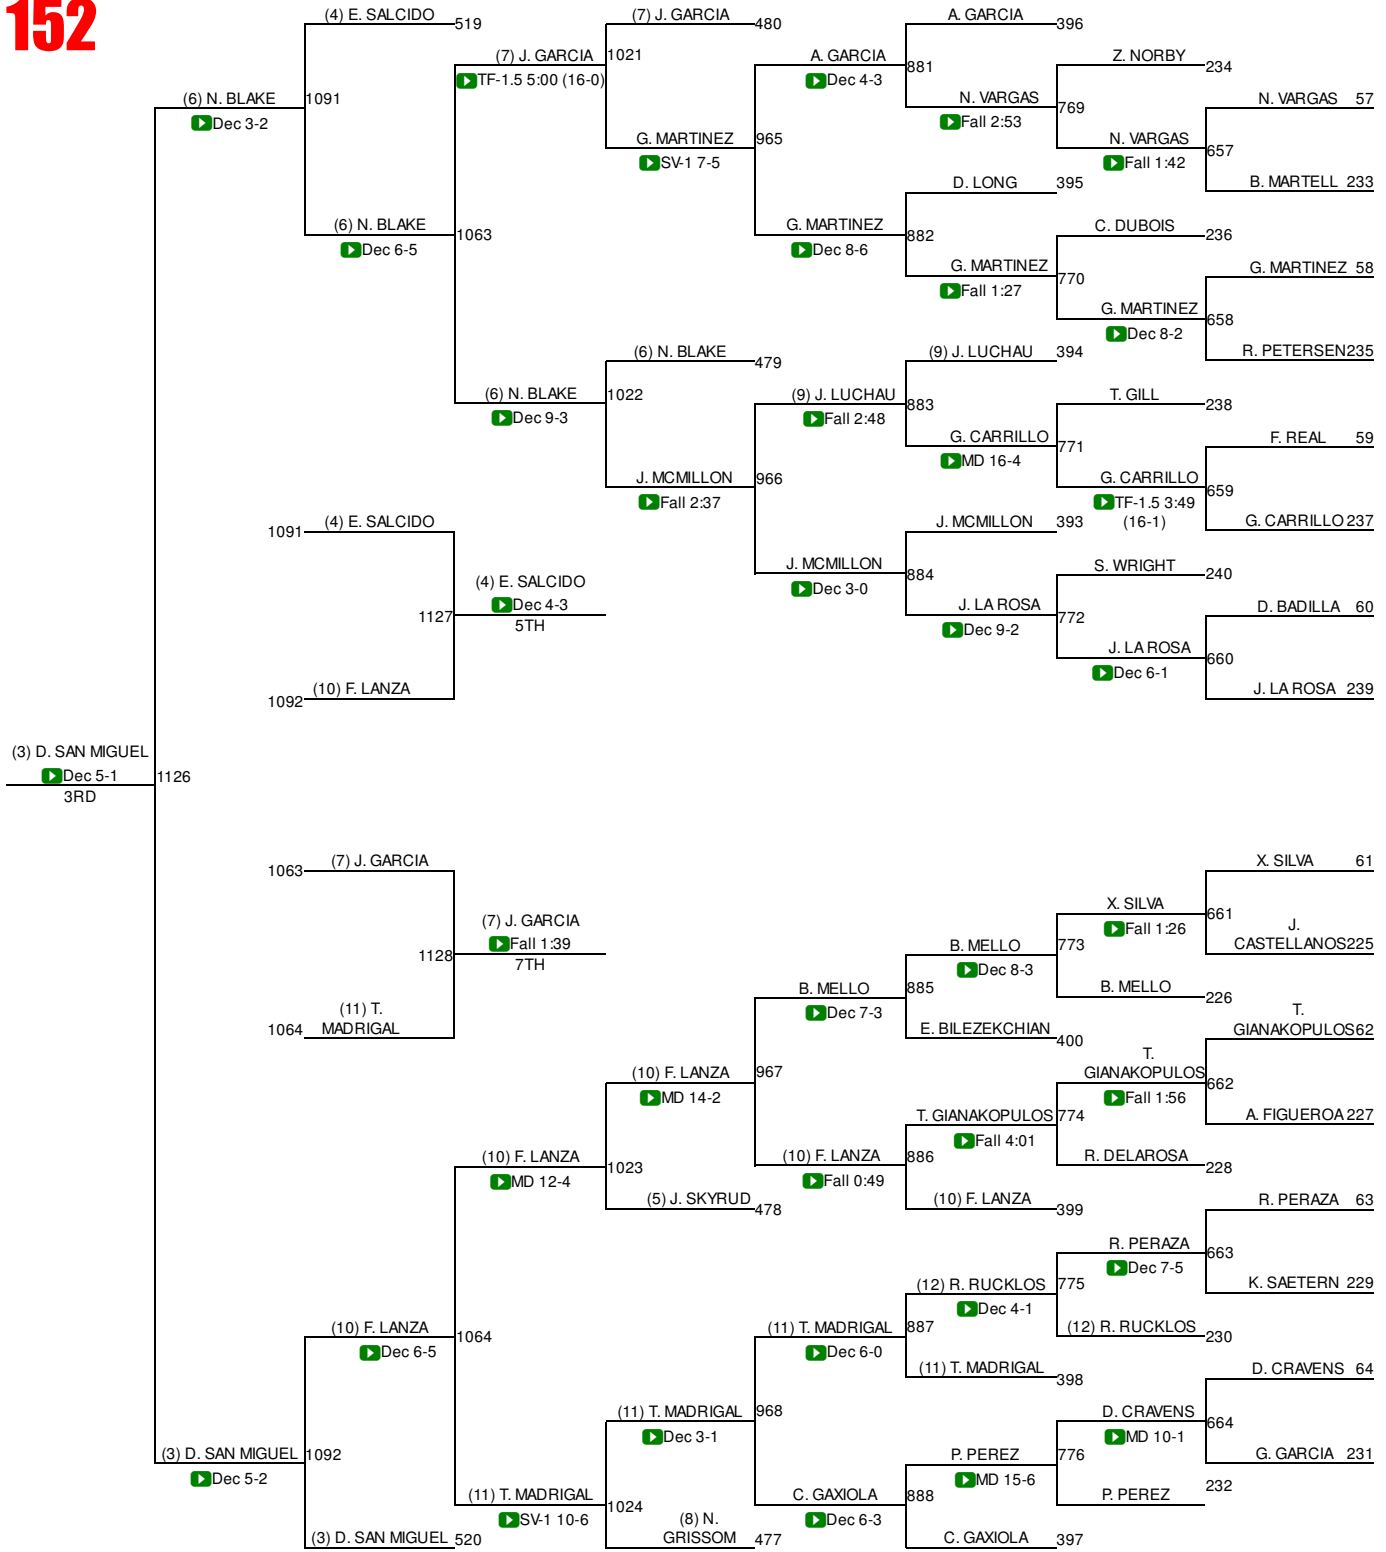 152
(4) E. SALCIDO
519
(7) J. GARCIA
480
A. GARCIA
396
(7) J. GARCIA
TF-1.5 5:00 (16-0)
1021
A. GARCIA
Dec 4-3
881
Z. NORBY
234
(6) N. BLAKE
Dec 3-2
1091
N. VARGAS
Fall 2:53
769
N. VARGAS 57
G. MARTINEZ
SV-1 7-5
965
N. VARGAS
Fall 1:42
657
B. MARTELL 233
D. LONG
395
(6) N. BLAKE
Dec 6-5
1063
G. MARTINEZ
Dec 8-6
882
C. DUBOIS
236
G. MARTINEZ
Fall 1:27
770
G. MARTINEZ 58
G. MARTINEZ
Dec 8-2
658
R. PETERSEN235
(6) N. BLAKE
479
(9) J. LUCHAU
394
(6) N. BLAKE
Dec 9-3
1022
(9) J. LUCHAU
Fall 2:48
883
T. GILL
238
G. CARRILLO
MD 16-4
771
F. REAL 59
J. MCMILLON
Fall 2:37
966
G. CARRILLO
TF-1.5 3:49
(16-1)
659
G. CARRILLO 237
1091
(4) E. SALCIDO
J. MCMILLON
393
(4) E. SALCIDO
Dec 4-3
5TH
1127
J. MCMILLON
Dec 3-0
884
S. WRIGHT
240
J. LA ROSA
Dec 9-2
772
D. BADILLA 60
J. LA ROSA
Dec 6-1
660
1092
(10) F. LANZA
J. LA ROSA 239
(3) D. SAN MIGUEL
Dec 5-1
3RD
1126
1063
(7) J. GARCIA
X. SILVA 61
(7) J. GARCIA
Fall 1:39
7TH
1128
X. SILVA
Fall 1:26
661
J.
CASTELLANOS225
B. MELLO
Dec 8-3
773
B. MELLO
Dec 7-3
885
B. MELLO
226
1064
(11) T.
MADRIGAL
E. BILEZEKCHIAN
400
T.
GIANAKOPULOS62
(10) F. LANZA
MD 14-2
967
T.
GIANAKOPULOS
Fall 1:56
662
T. GIANAKOPULOS
Fall 4:01
774
A. FIGUEROA 227
(10) F. LANZA
MD 12-4
1023
(10) F. LANZA
Fall 0:49
886
R. DELAROSA
228
(5) J. SKYRUD
478
(10) F. LANZA
399
R. PERAZA 63
R. PERAZA
Dec 7-5
663
(12) R. RUCKLOS
Dec 4-1
775
K. SAETERN 229
(10) F. LANZA
Dec 6-5
1064
(11) T. MADRIGAL
Dec 6-0
887
(12) R. RUCKLOS
230
(11) T. MADRIGAL
398
D. CRAVENS 64
(11) T. MADRIGAL
Dec 3-1
968
D. CRAVENS
MD 10-1
664
(3) D. SAN MIGUEL
Dec 5-2
1092
P. PEREZ
MD 15-6
776
G. GARCIA 231
(11) T. MADRIGAL
SV-1 10-6
1024
C. GAXIOLA
Dec 6-3
888
P. PEREZ
232
(3) D. SAN MIGUEL
520
(8) N.
GRISSOM
477
C. GAXIOLA
397